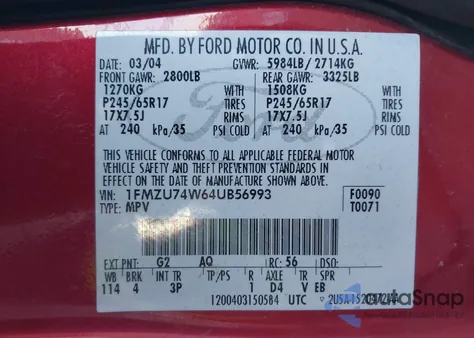 MFD. BY FORD MOTOR CO. IN U.S.A.
DATE: 03/04 GVWR: 5984LB/ 2714KG
FRONT GAWR: 2800LB REAR GAWR: 3325LB
1270KG WITH 1508KG WITH
P245/65R17 TIRES P245/65R17 TIRES
17X7.5J RIMS 17X7.5J RIMS
AT 240 kPa/35 PSI COLD AT 240 kPa/35 PSI COLD
Ford
THIS VEHICLE CONFORMS TO ALL APPLICABLE FEDERAL MOTOR
VEHICLE SAFETY AND THEFT PREVENTION STANDARDS IN
EFFECT ON THE DATE OF MANUFACTURE SHOWN ABOVE.
VIN: 1FMZU74W64UB56993 F0090
TYPE: MPV T0071
EXT PNT: G2 AQ RC: 56 DSO:
WB BRK INT TR TP/PS R AXLE TR SPR
114 4 3P 1 D4 V EB
1200403150584 UTC
autoSnap